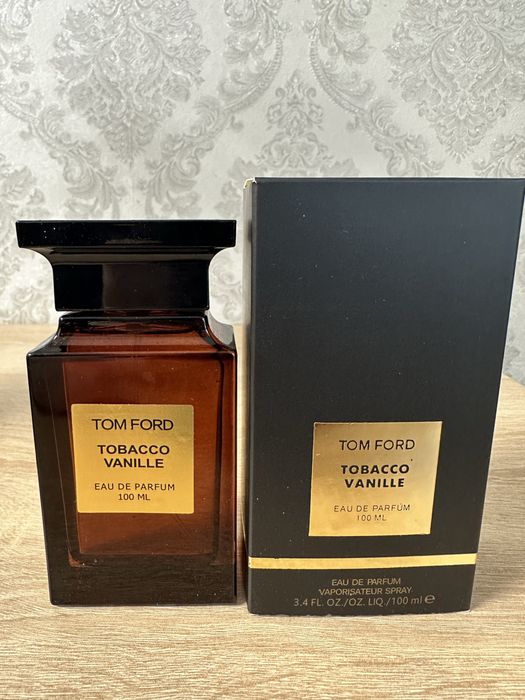 TOM FORD
TOBACCO
VANILLE
EAU DE PARFUM
100 ML
TOM FORD
TOBACCO
VANILLE
EAU DE PARFUM
100 ML
EAU DE PARFUM
VAPORISATEUR SPRAY
3.4 FL. OZ./OZ. LIQ./100 ml ℮